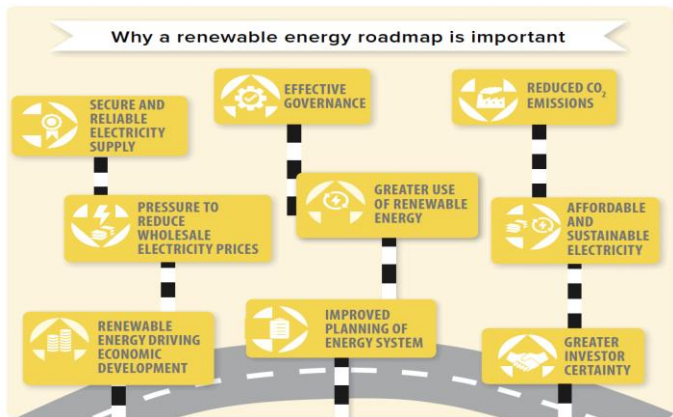 Why a renewable energy roadmap is important
SECURE AND
RELIABLE
ELECTRICITY
SUPPLY
EFFECTIVE
GOVERNANCE
REDUCED CO₂
EMISSIONS
PRESSURE TO
REDUCE
WHOLESALE
ELECTRICITY PRICES
GREATER USE
OF RENEWABLE
ENERGY
AFFORDABLE
AND
SUSTAINABLE
ELECTRICITY
RENEWABLE
ENERGY DRIVING
ECONOMIC
DEVELOPMENT
IMPROVED
PLANNING OF
ENERGY SYSTEM
GREATER
INVESTOR
CERTAINTY